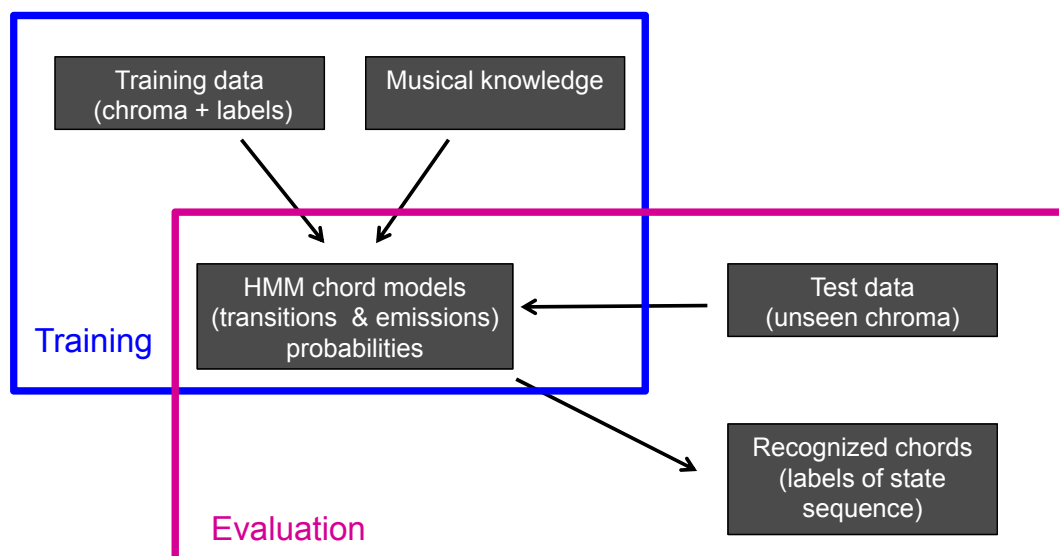 Training data
(chroma + labels)
Musical knowledge
HMM chord models
(transitions & emissions)
probabilities
Test data
(unseen chroma)
Training
Recognized chords
(labels of state
sequence)
Evaluation